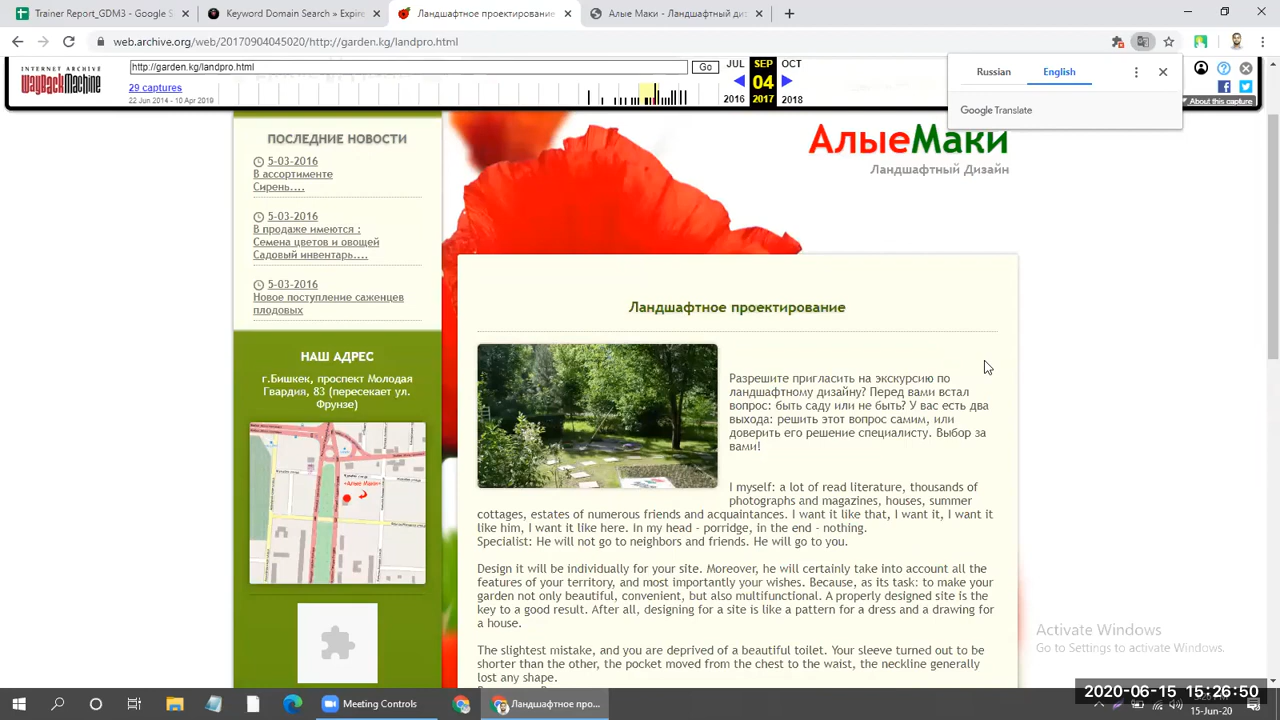 Trainer Report_GDM3 - Google S
Keyword Domain Search » Expire
Ландшафтное проектирование
Алые Маки - Ландшафтный ди
web.archive.org/web/20170904045020/http://garden.kg/landpro.html
INTERNET ARCHIVE
WayBackMachine
http://garden.kg/landpro.html
Go
JUL SEP OCT
29 captures
04
22 Jun 2014 - 10 Apr 2019
2016 2017 2018
About this capture
Russian English
Google Translate
АлыеМаки
Ландшафтный Дизайн
ПОСЛЕДНИЕ НОВОСТИ
5-03-2016
В ассортименте
Сирень....
5-03-2016
В продаже имеются :
Семена цветов и овощей
Садовый инвентарь....
5-03-2016
Новое поступление саженцев
плодовых
НАШ АДРЕС
г.Бишкек, проспект Молодая
Гвардия, 83 (пересекает ул.
Фрунзе)
Алые Маки
Ландшафтное проектирование
Разрешите пригласить на экскурсию по
ландшафтному дизайну? Перед вами встал
вопрос: быть саду или не быть? У вас есть два
выхода: решить этот вопрос самим, или
доверить его решение специалисту. Выбор за
вами!
I myself: a lot of read literature, thousands of
photographs and magazines, houses, summer
cottages, estates of numerous friends and acquaintances. I want it like that, I want it, I want it
like him, I want it like here. In my head - porridge, in the end - nothing.
Specialist: He will not go to neighbors and friends. He will go to you.
Design it will be individually for your site. Moreover, he will certainly take into account all the
features of your territory, and most importantly your wishes. Because, as its task: to make your
garden not only beautiful, convenient, but also multifunctional. A properly designed site is the
key to a good result. After all, designing for a site is like a pattern for a dress and a drawing for
a house.
The slightest mistake, and you are deprived of a beautiful toilet. Your sleeve turned out to be
shorter than the other, the pocket moved from the chest to the waist, the neckline generally
lost any shape.
Activate Windows
Go to Settings to activate Windows.
Meeting Controls
Ландшафтное про...
2020-06-15 15:26:50
15-Jun-20